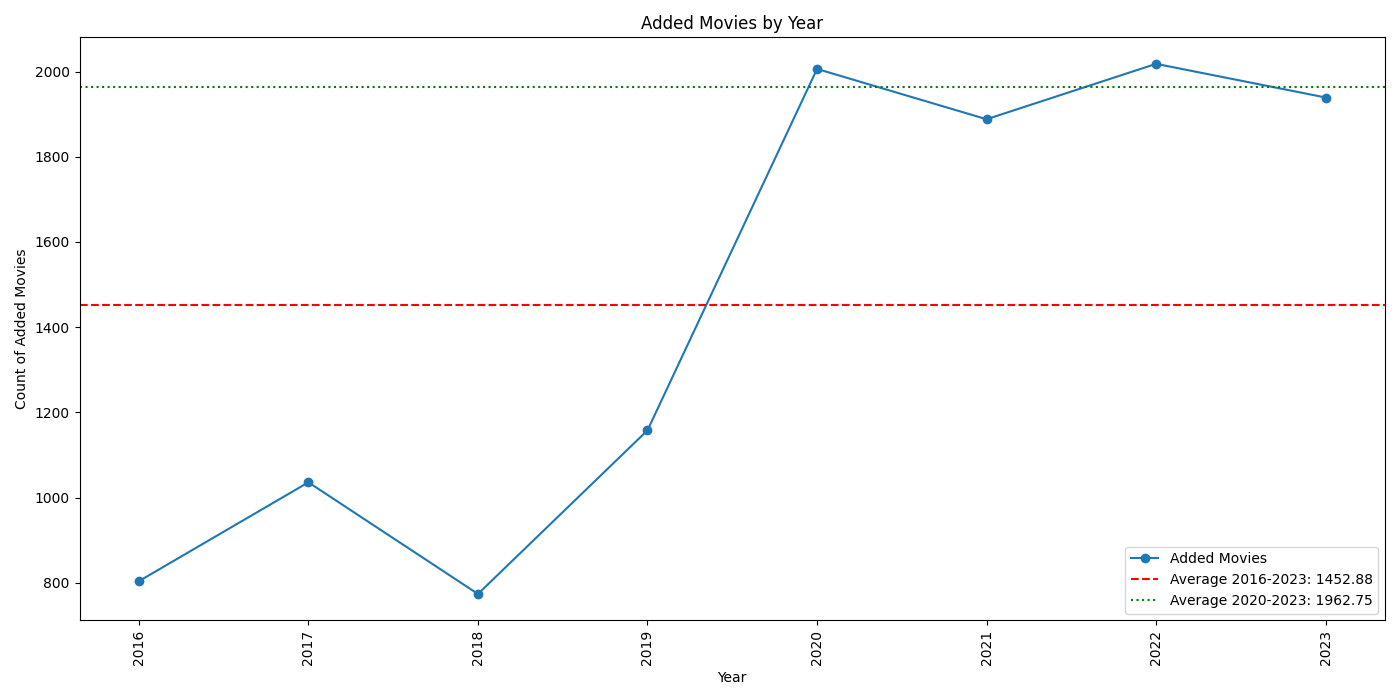 Added Movies by Year
Count of Added Movies
2000
1800
1600
1400
1200
1000
800
Added Movies
Average 2016-2023: 1452.88
Average 2020-2023: 1962.75
2016
2017
2018
2019
2020
2021
2022
2023
Year